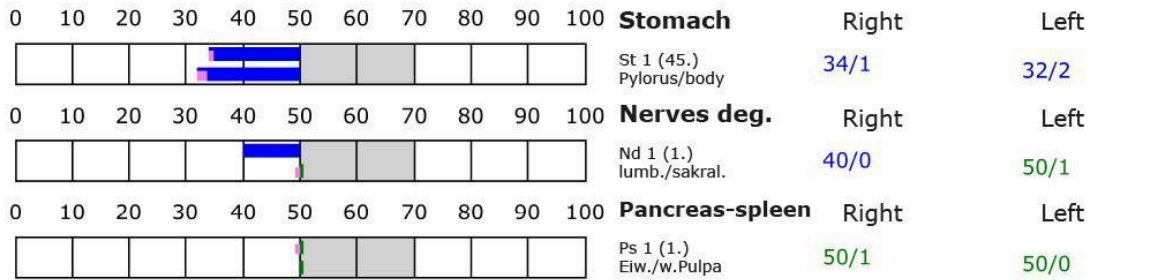 0 10 20 30 40 50 60 70 80 90 100 Stomach Right Left
St 1 (45.) 34/1 32/2
Pylorus/body
0 10 20 30 40 50 60 70 80 90 100 Nerves deg. Right Left
Nd 1 (1.) 40/0 50/1
lumb./sakral.
0 10 20 30 40 50 60 70 80 90 100 Pancreas-spleen Right Left
Ps 1 (1.) 50/1 50/0
Eiw./w.Pulpa